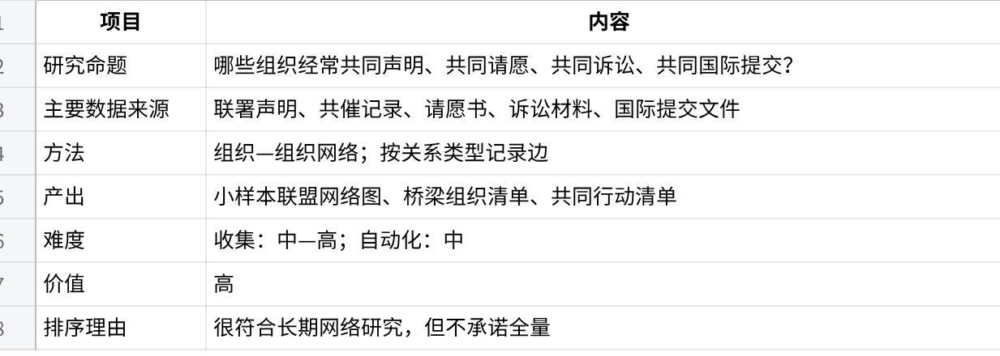 项目 内容
2 研究命题 哪些组织经常共同声明、共同请愿、共同诉讼、共同国际提交？
3 主要数据来源 联署声明、共催记录、请愿书、诉讼材料、国际提交文件
4 方法 组织—组织网络；按关系类型记录边
5 产出 小样本联盟网络图、桥梁组织清单、共同行动清单
6 难度 收集：中—高；自动化：中
7 价值 高
8 排序理由 很符合长期网络研究，但不承诺全量